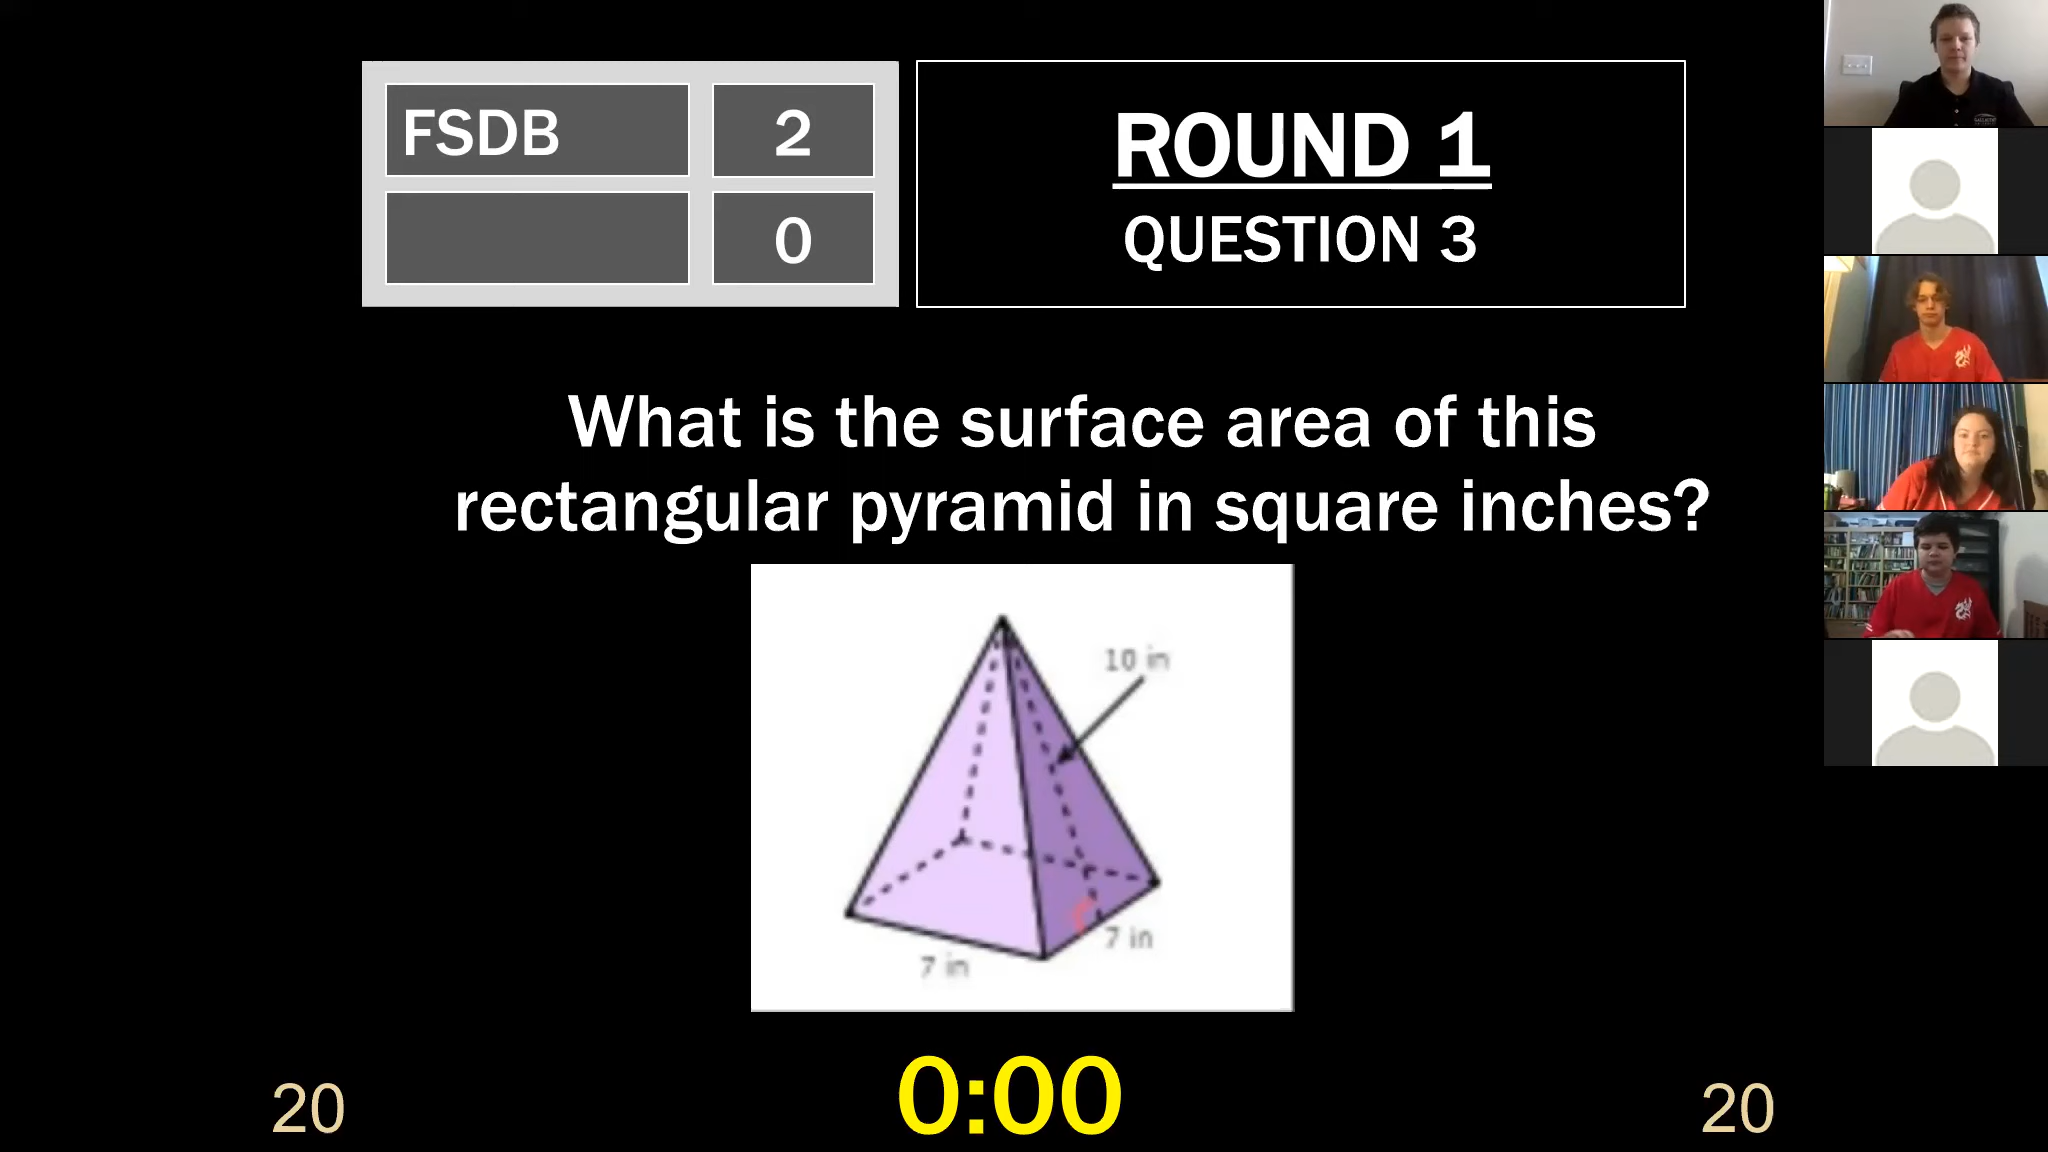 FSDB
2
0
ROUND 1
QUESTION 3
What is the surface area of this
rectangular pyramid in square inches?
10 in
7 in
7 in
20
0:00
20